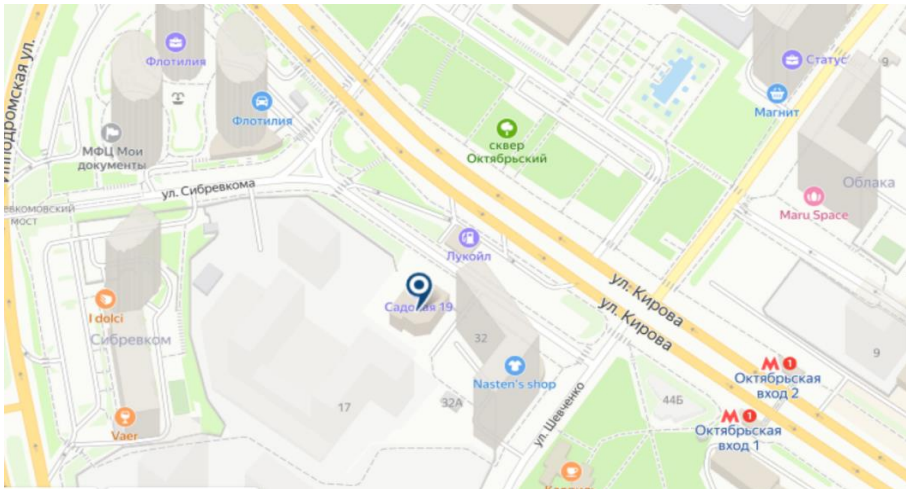 Флотилия
Статус
9
Магнит
Флотилия
сквер
Октябрьский
МФЦ Мои
документы
Ипподромская ул.
ул. Сибревкома
Облака
Maru Space
мост
Лукойл
ул. Кирова
ул. Кирова
Садовая 19
I dolci
Сибревком
32
Nasten's shop
9
М 1
Октябрьская
вход 2
17
32А
44Б
ул. Шевченко
М 1
Октябрьская
вход 1
Vaer